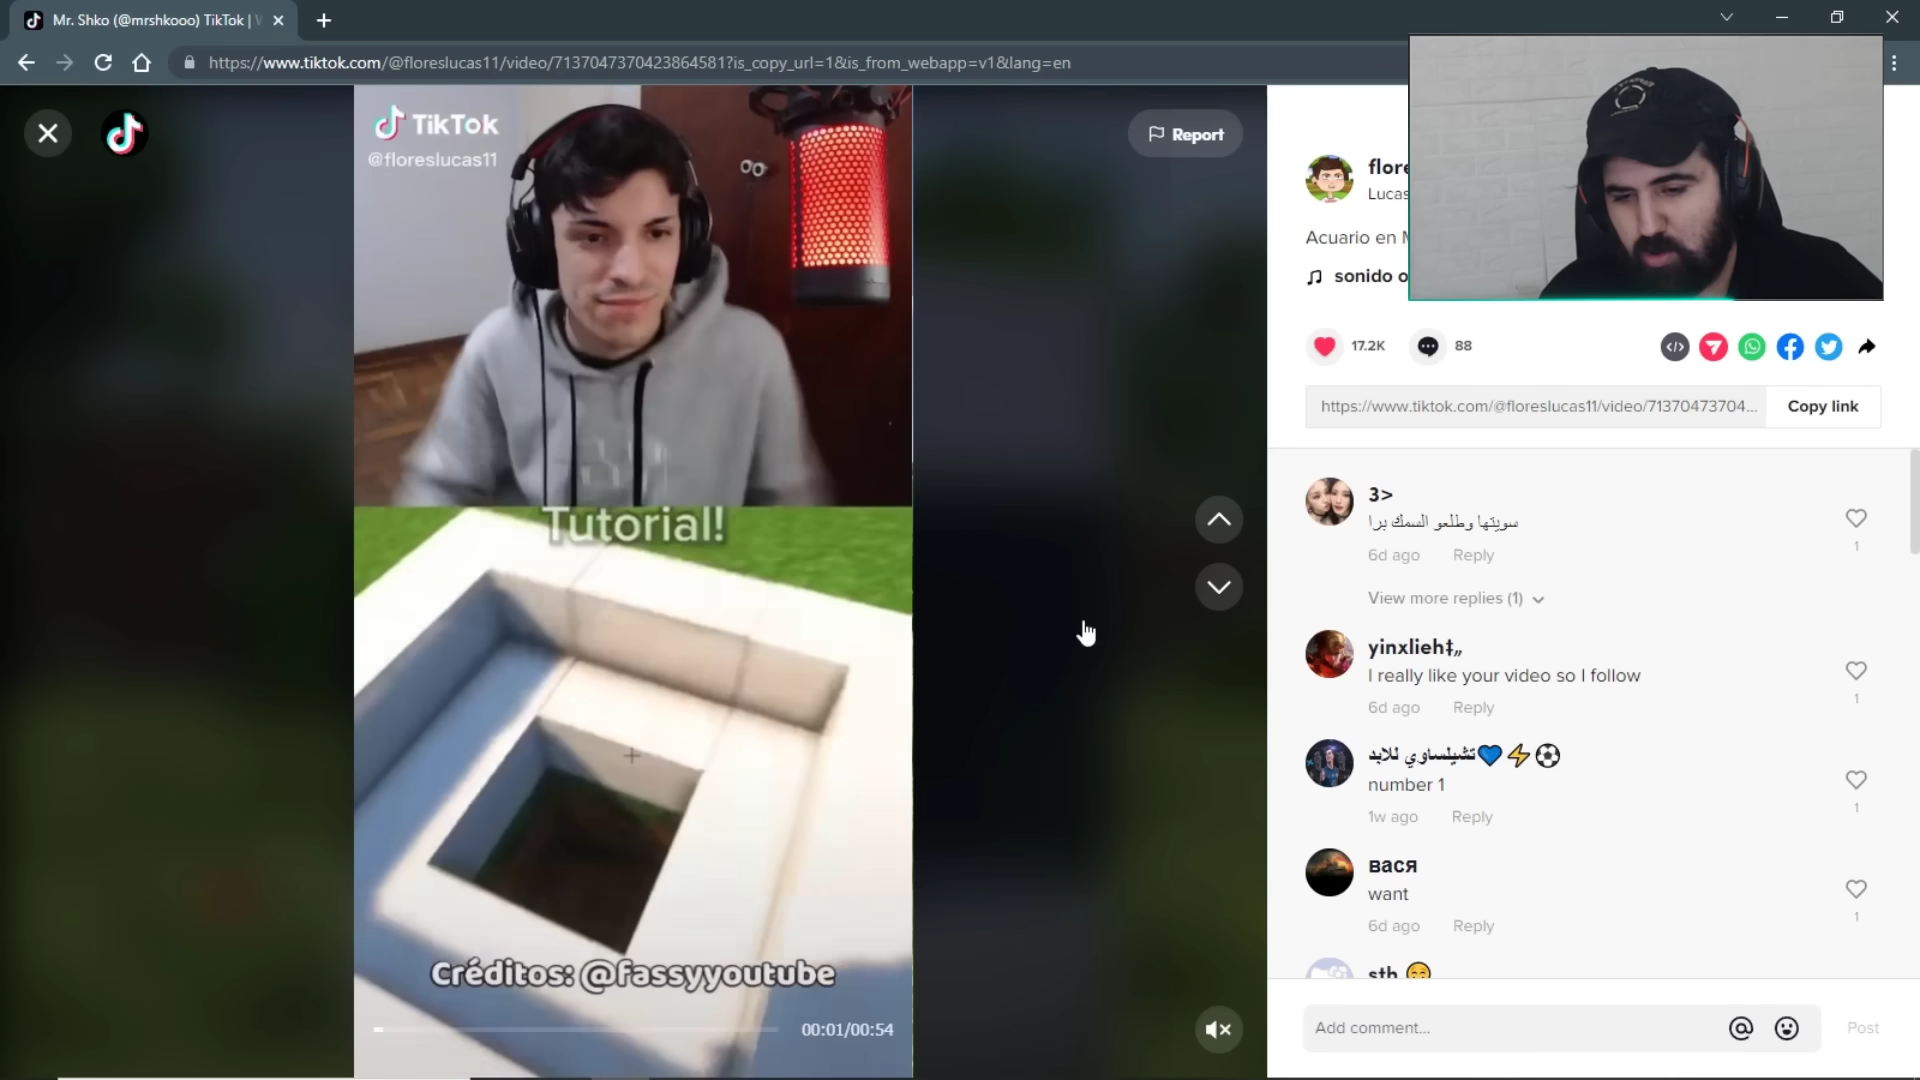 Mr. Shko (@mrshkooo) TikTok |
https://www.tiktok.com/@floreslucas11/video/7137047370423864581?is_copy_url=1&is_from_webapp=v1&lang=en
TikTok
@floreslucas11
Report
flore
Lucas
Acuario en M
sonido o
17.2K
88
https://www.tiktok.com/@floreslucas11/video/71370473704...
Copy link
Tutorial!
3>
سويتها وطلعو السمك برا
1
6d ago Reply
View more replies (1)
yinxlieh‡„
I really like your video so I follow
1
6d ago Reply
تشيلساوي للابد💙⚡⚽
number 1
1
1w ago Reply
вася
want
1
6d ago Reply
sth 😊
Créditos: @fassyyoutube
00:01/00:54
Add comment...
Post